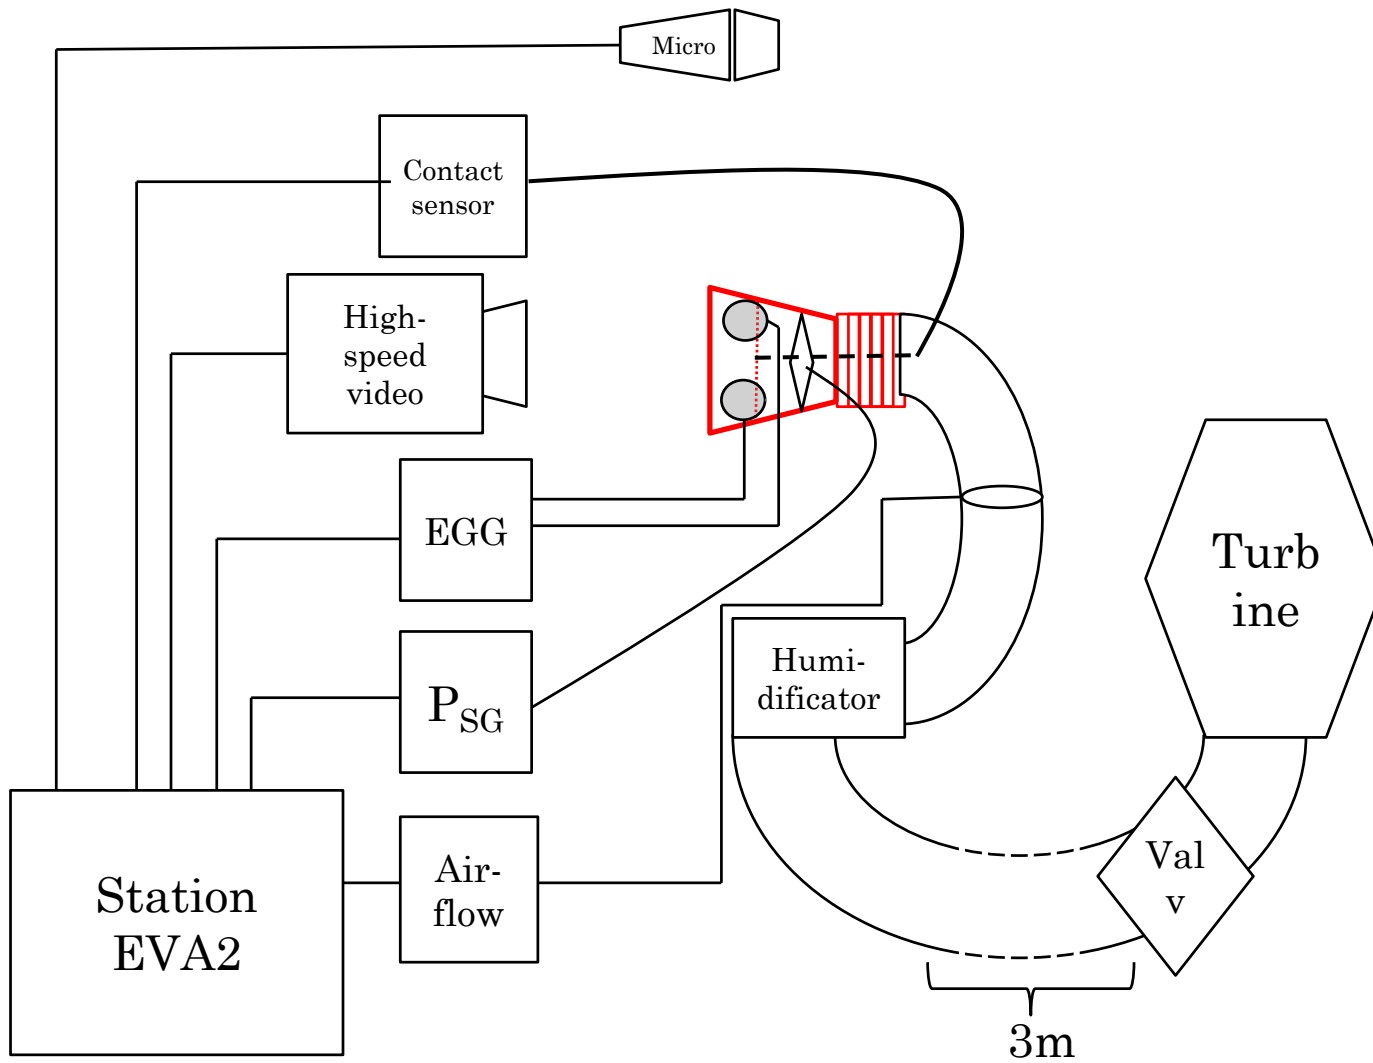 Micro
Contact
sensor
High-
speed
video
EGG
Turb
ine
Humi-
dificator
PSG
Val
v
Air-
flow
Station
EVA2
3m